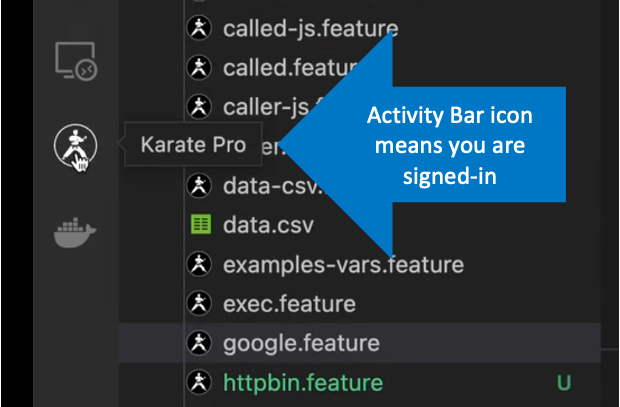 called-js.feature
called.feature
caller-js.f
Karate Pro
er.
data-csv.
data.csv
examples-vars.feature
exec.feature
google.feature
httpbin.feature U
Activity Bar icon
means you are
signed-in